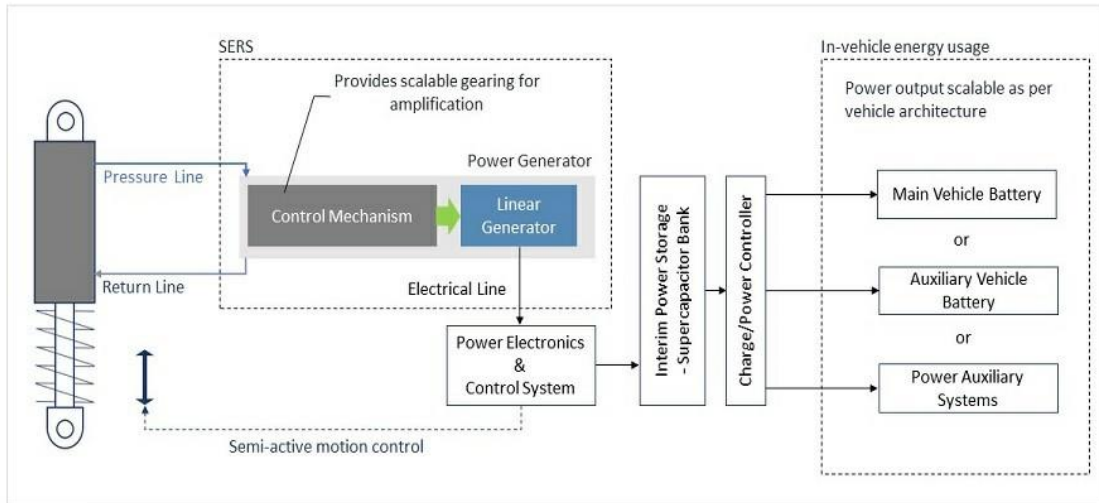 SERS
Provides scalable gearing for
amplification
Pressure Line
Power Generator
Control Mechanism
Linear
Generator
Return Line
Electrical Line
Power Electronics
&
Control System
Semi-active motion control
Interim Power Storage
- Supercapacitor Bank
Charge/Power Controller
In-vehicle energy usage
Power output scalable as per
vehicle architecture
Main Vehicle Battery
or
Auxiliary Vehicle
Battery
or
Power Auxiliary
Systems